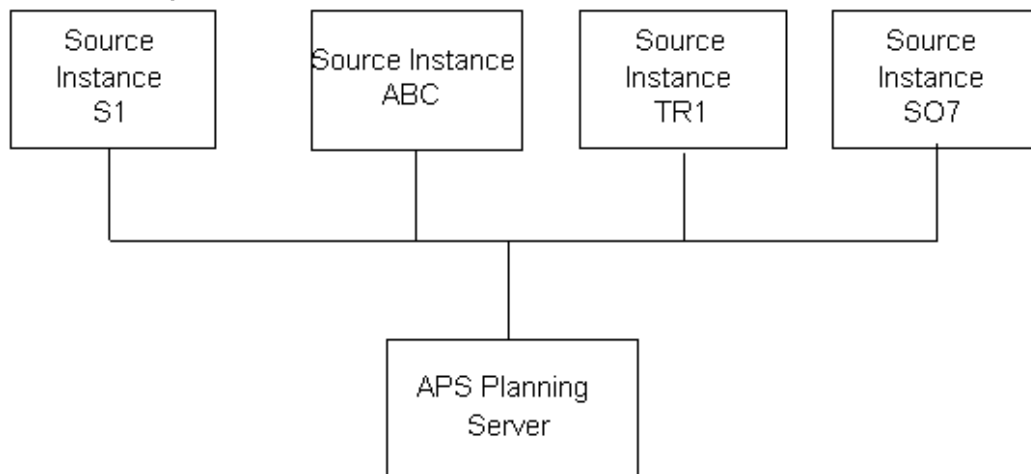 Source
Instance
S1
Source Instance
ABC
Source
Instance
TR1
Source
Instance
SO7
APS Planning
Server